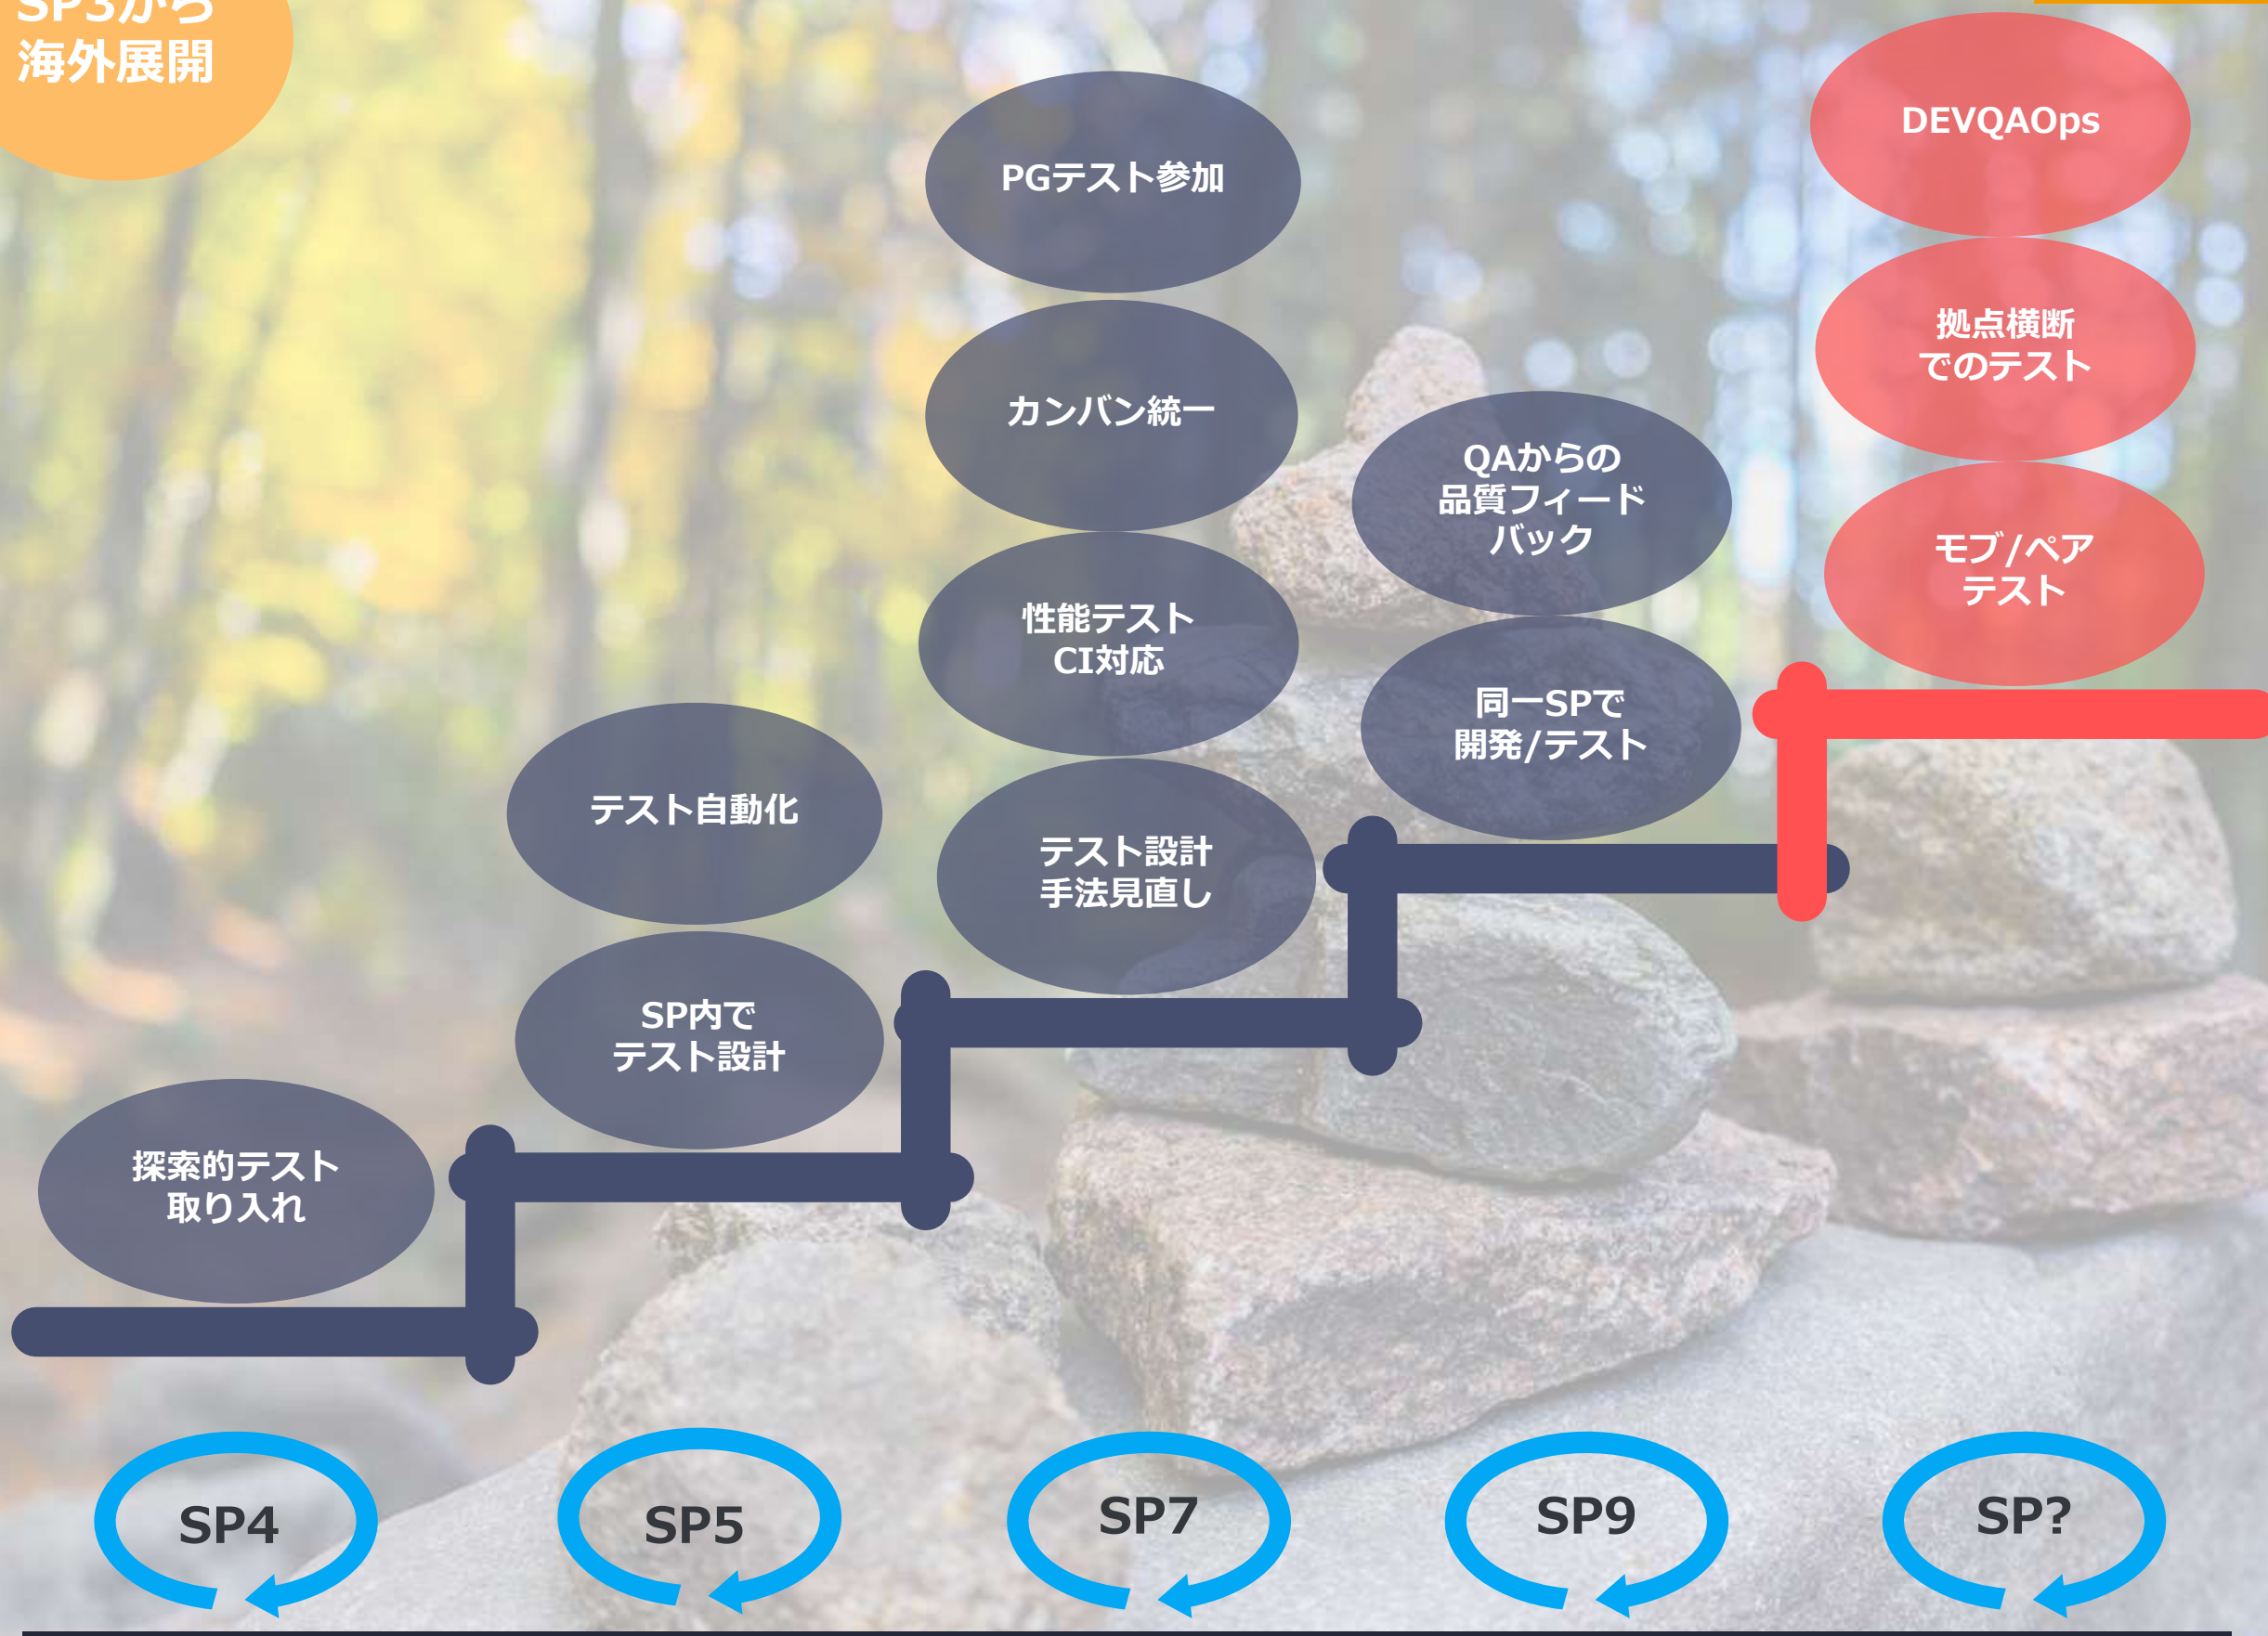 SP3から
海外展開
PGテスト参加
カンバン統一
性能テスト
CI対応
テスト設計
手法見直し
テスト自動化
SP内で
テスト設計
探索的テスト
取り入れ
QAからの
品質フィード
バック
同一SPで
開発/テスト
DEVQAOps
拠点横断
でのテスト
モブ/ペア
テスト
SP4
SP5
SP7
SP9
SP?